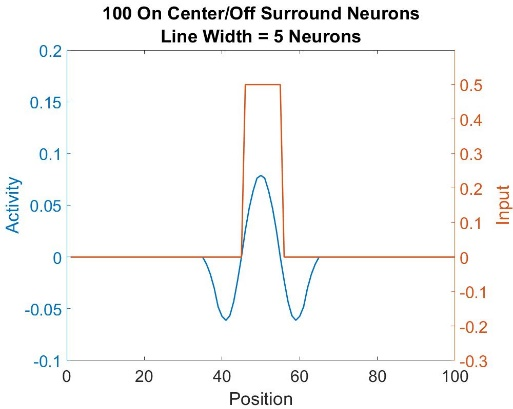 100 On Center/Off Surround Neurons
Line Width = 5 Neurons
0.2
0.15
0.1
0.05
0
-0.05
-0.1
Activity
0.5
0.4
0.3
0.2
0.1
0
-0.1
-0.2
-0.3
Input
0 20 40 60 80 100
Position